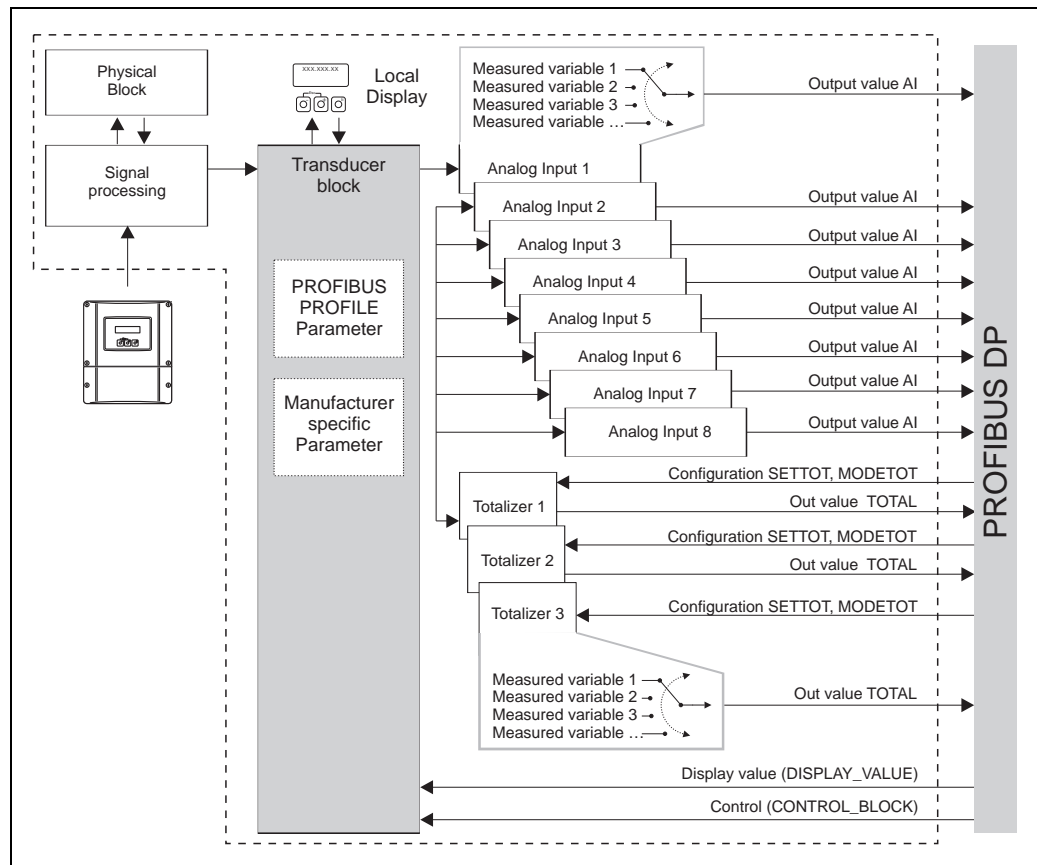 Physical
Block
Signal
processing
xxx.xxx.xx
Local
Display
Transducer
block
PROFIBUS
PROFILE
Parameter
Manufacturer
specific
Parameter
Measured variable 1
Measured variable 2
Measured variable 3
Measured variable ...
Analog Input 1
Analog Input 2
Analog Input 3
Analog Input 4
Analog Input 5
Analog Input 6
Analog Input 7
Analog Input 8
Output value AI
Output value AI
Output value AI
Output value AI
Output value AI
Output value AI
Output value AI
Output value AI
Totalizer 1
Totalizer 2
Totalizer 3
Configuration SETTOT, MODETOT
Out value TOTAL
Configuration SETTOT, MODETOT
Out value TOTAL
Configuration SETTOT, MODETOT
Measured variable 1
Measured variable 2
Measured variable 3
Measured variable ...
Out value TOTAL
Display value (DISPLAY_VALUE)
Control (CONTROL_BLOCK)
PROFIBUS DP